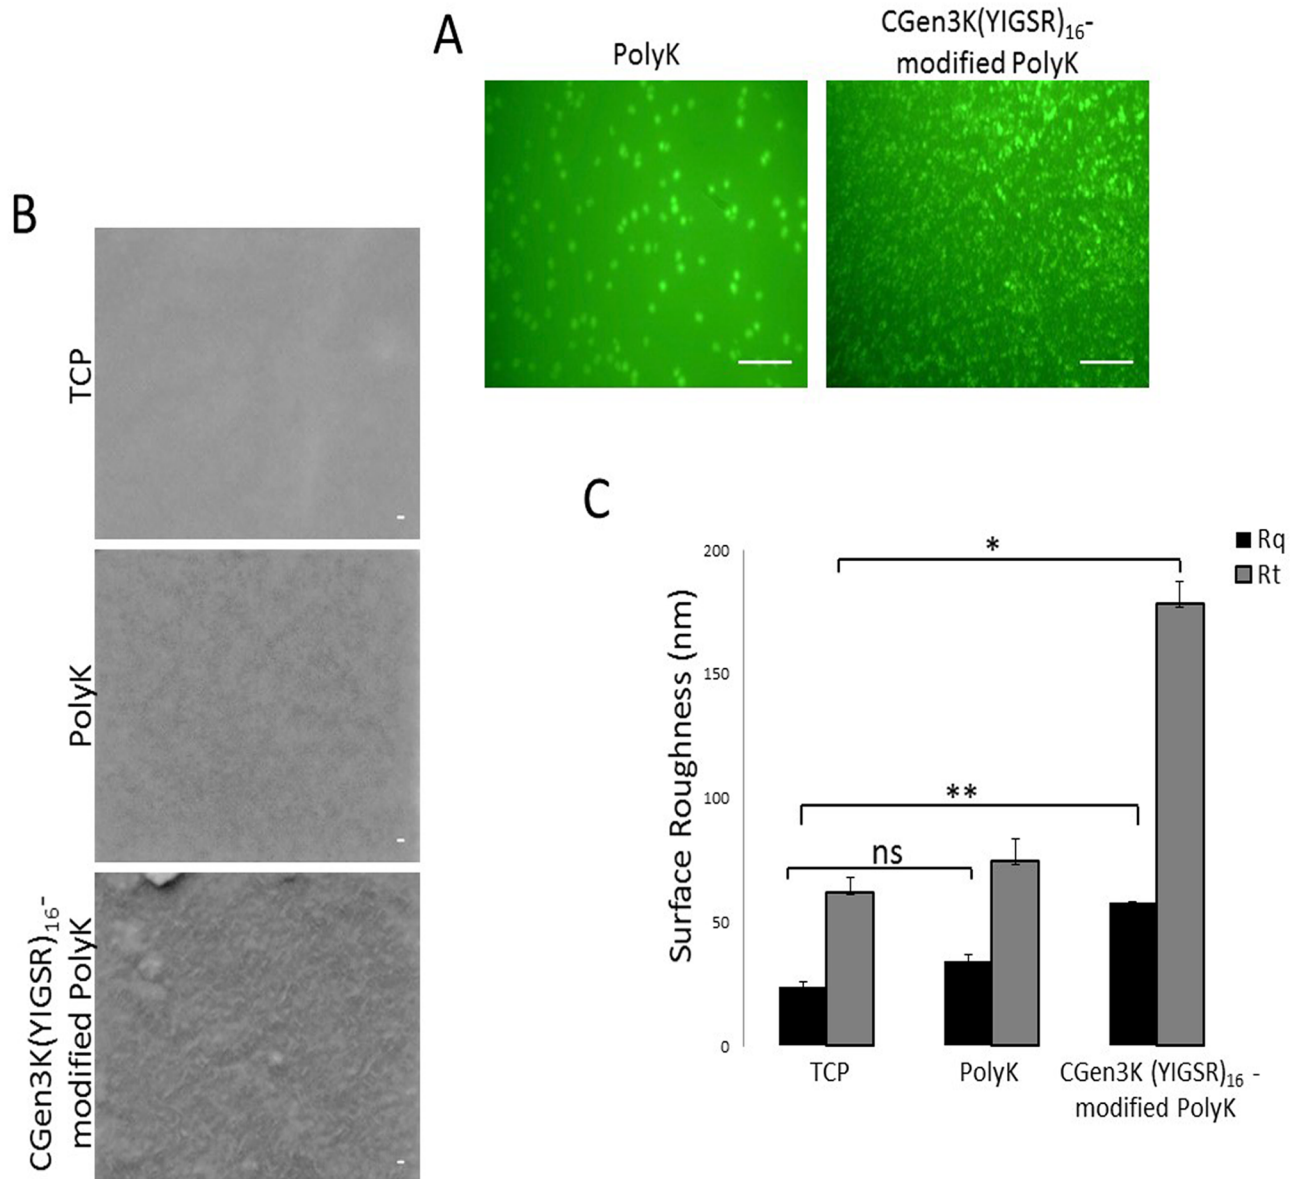 A
PolyK
CGen3K(YIGSR)16-
modified PolyK
B
TCP
PolyK
CGen3K(YIGSR)16-
modified PolyK
C
Surface Roughness (nm)
200
150
100
50
0
*
**
ns
Rq
Rt
TCP
PolyK
CGen3K (YIGSR)16 -
modified PolyK